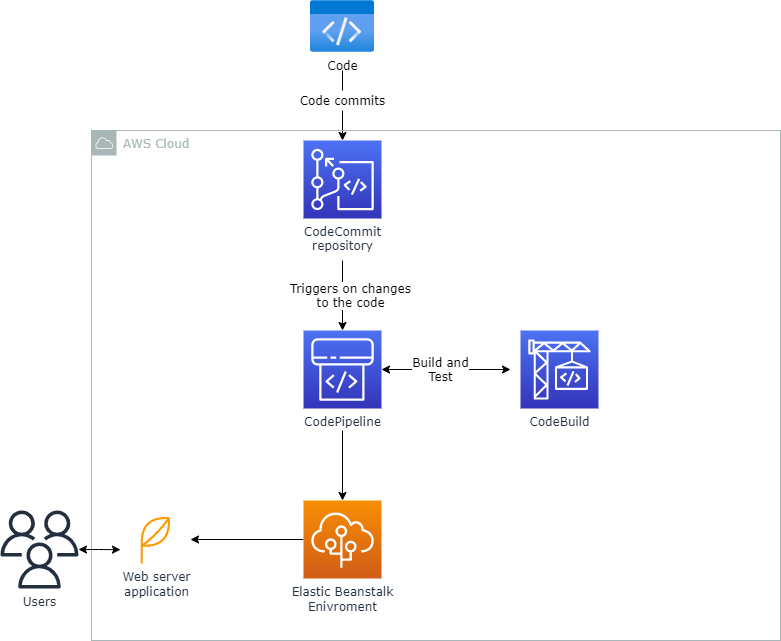 Code
Code commits
AWS Cloud
CodeCommit
repository
Triggers on changes
to the code
Build and
Test
CodePipeline
CodeBuild
Users
Web server
application
Elastic Beanstalk
Enivroment